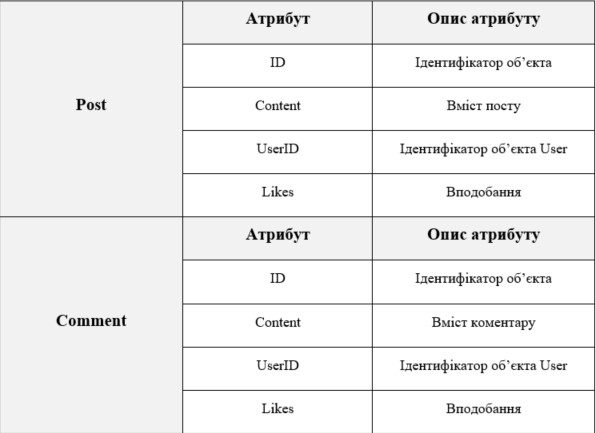 Атрибут Опис атрибуту
ID Ідентифікатор об’єкта
Post Content Вміст посту
UserID Ідентифікатор об’єкта User
Likes Вподобання
Атрибут Опис атрибуту
ID Ідентифікатор об’єкта
Comment Content Вміст коментару
UserID Ідентифікатор об’єкта User
Likes Вподобання